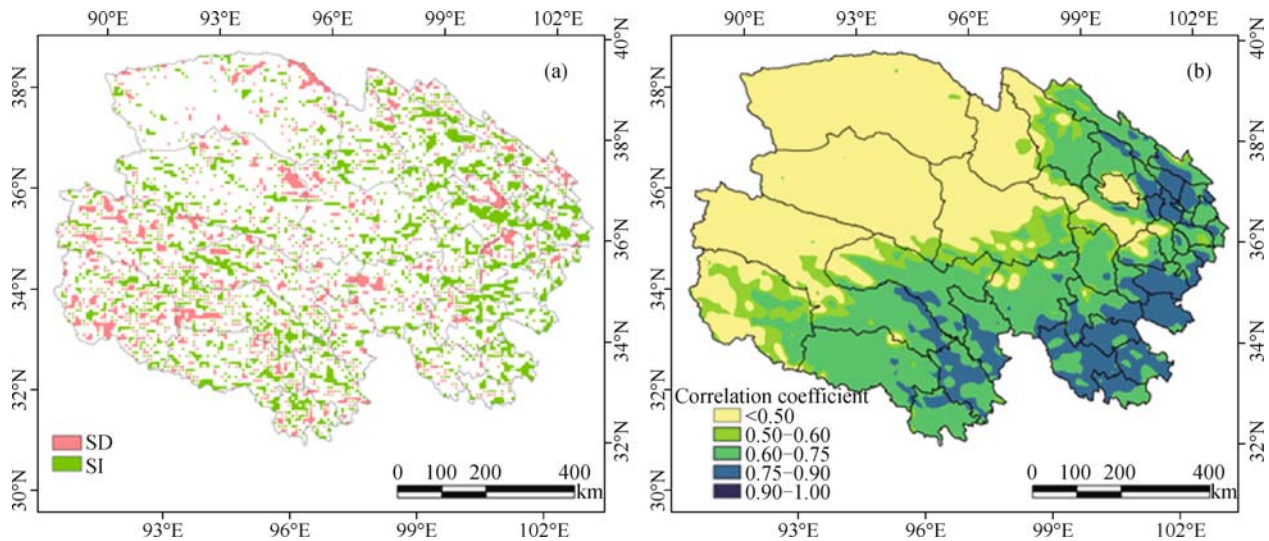 90°E 93°E 96°E 99°E 102°E
40°N
38°N
36°N
34°N
32°N
30°N
38°N
36°N
34°N
32°N
(a)
SD
SI
0 100 200 400
km
93°E 96°E 99°E 102°E
90°E 93°E 96°E 99°E 102°E
40°N
38°N
36°N
34°N
32°N
30°N
38°N
36°N
34°N
32°N
(b)
Correlation coefficient
<0.50
0.50−0.60
0.60−0.75
0.75−0.90
0.90−1.00
0 100 200 400
km
93°E 96°E 99°E 102°E